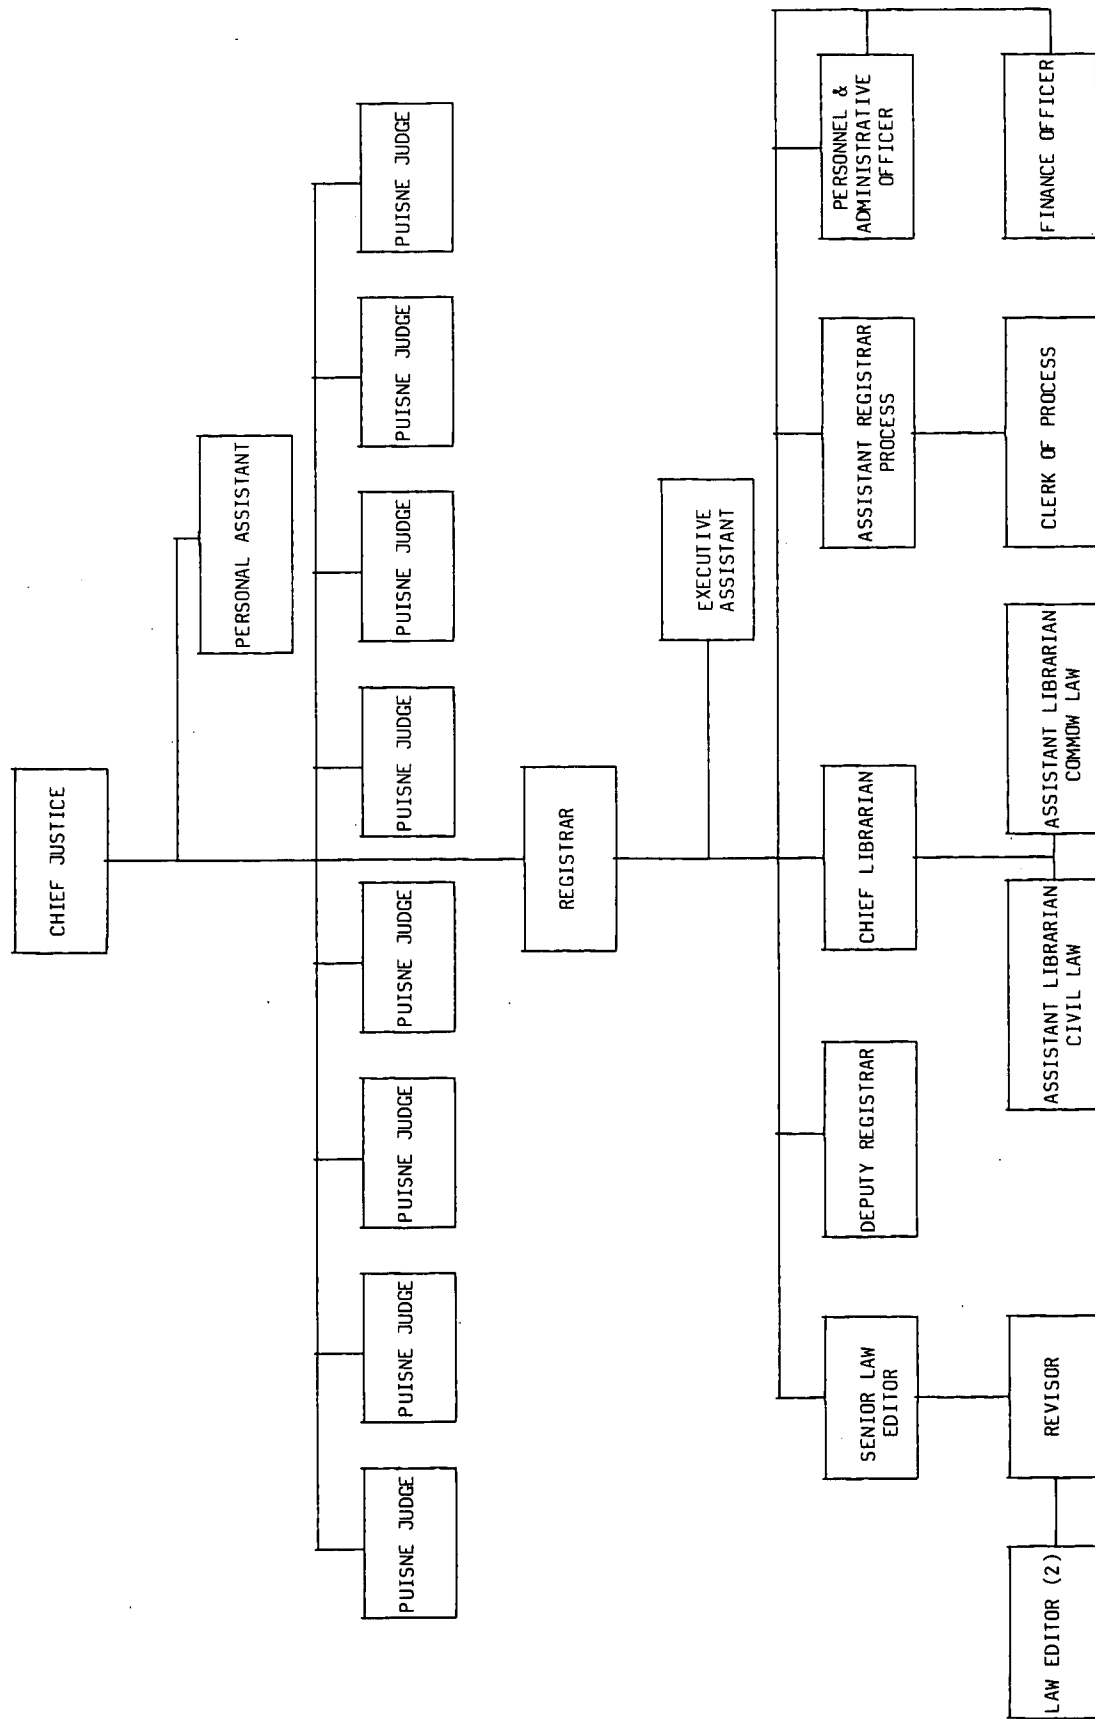 CHIEF JUSTICE
PERSONAL ASSISTANT
PUISNE JUDGE
PUISNE JUDGE
PUISNE JUDGE
PUISNE JUDGE
PUISNE JUDGE
PUISNE JUDGE
PUISNE JUDGE
PUISNE JUDGE
REGISTRAR
EXECUTIVE
ASSISTANT
SENIOR LAW
EDITOR
DEPUTY REGISTRAR
CHIEF LIBRARIAN
ASSISTANT REGISTRAR
PROCESS
PERSONNEL &
ADMINISTRATIVE
OFFICER
LAW EDITOR (2)
REVISOR
ASSISTANT LIBRARIAN
CIVIL LAW
ASSISTANT LIBRARIAN
COMMOW LAW
CLERK OF PROCESS
FINANCE OFFICER